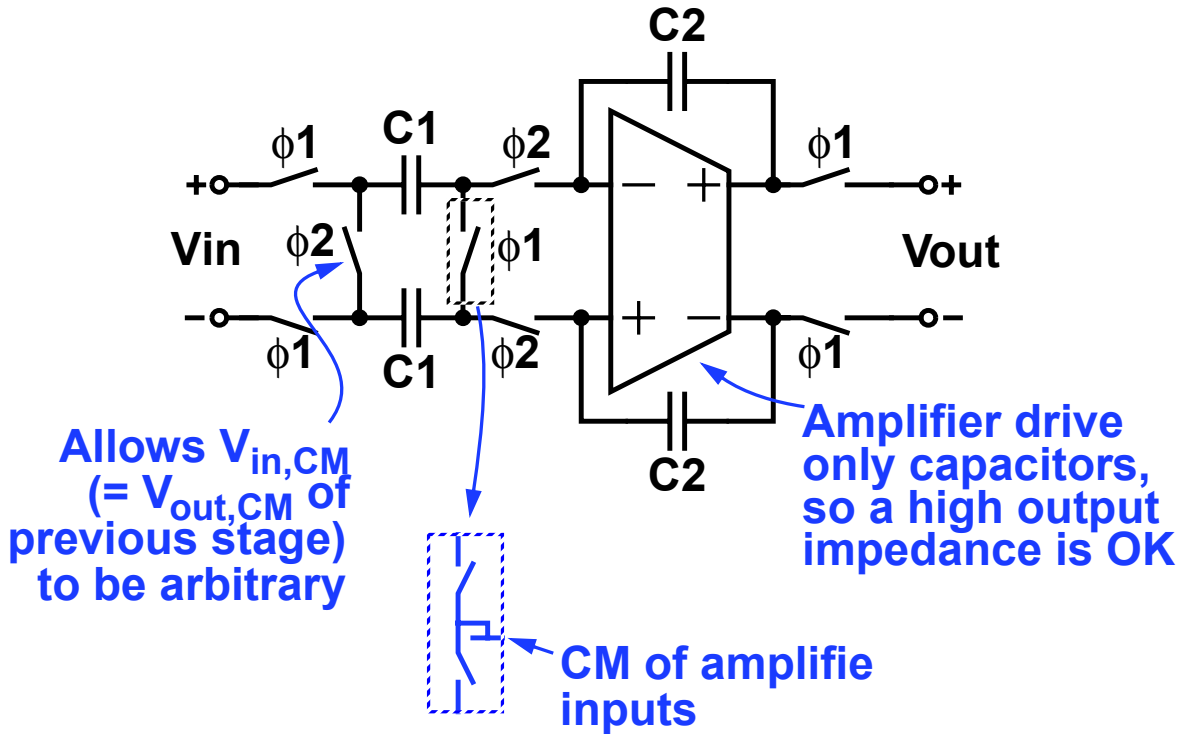 C2
C1
ϕ1
ϕ2
ϕ1
+
−
+
+
Vin
ϕ2
ϕ1
Vout
−
+
−
−
ϕ1
C1
ϕ2
ϕ1
C2
Allows Vin,CM
(= Vout,CM of
previous stage)
to be arbitrary
Amplifier drive
only capacitors,
so a high output
impedance is OK
CM of amplifie
inputs